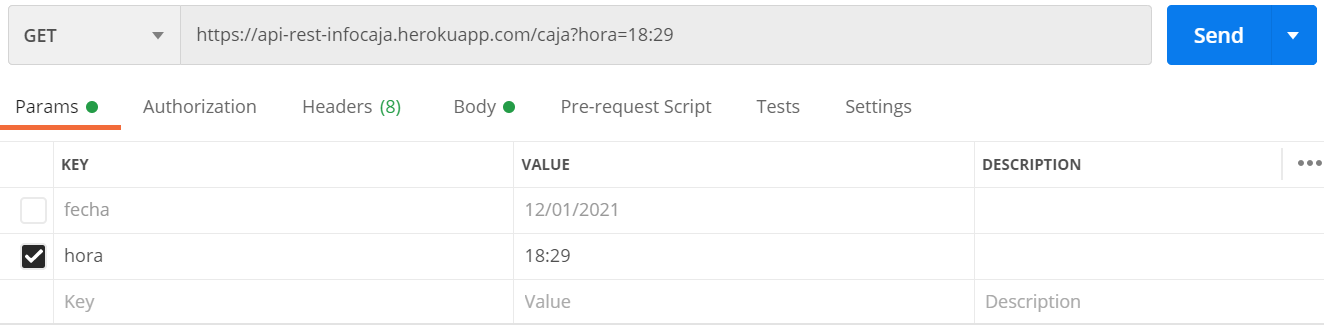 GET https://api-rest-infocaja.herokuapp.com/caja?hora=18:29 Send
Params Authorization Headers (8) Body Pre-request Script Tests Settings
KEY VALUE DESCRIPTION
fecha 12/01/2021
hora 18:29
Key Value Description